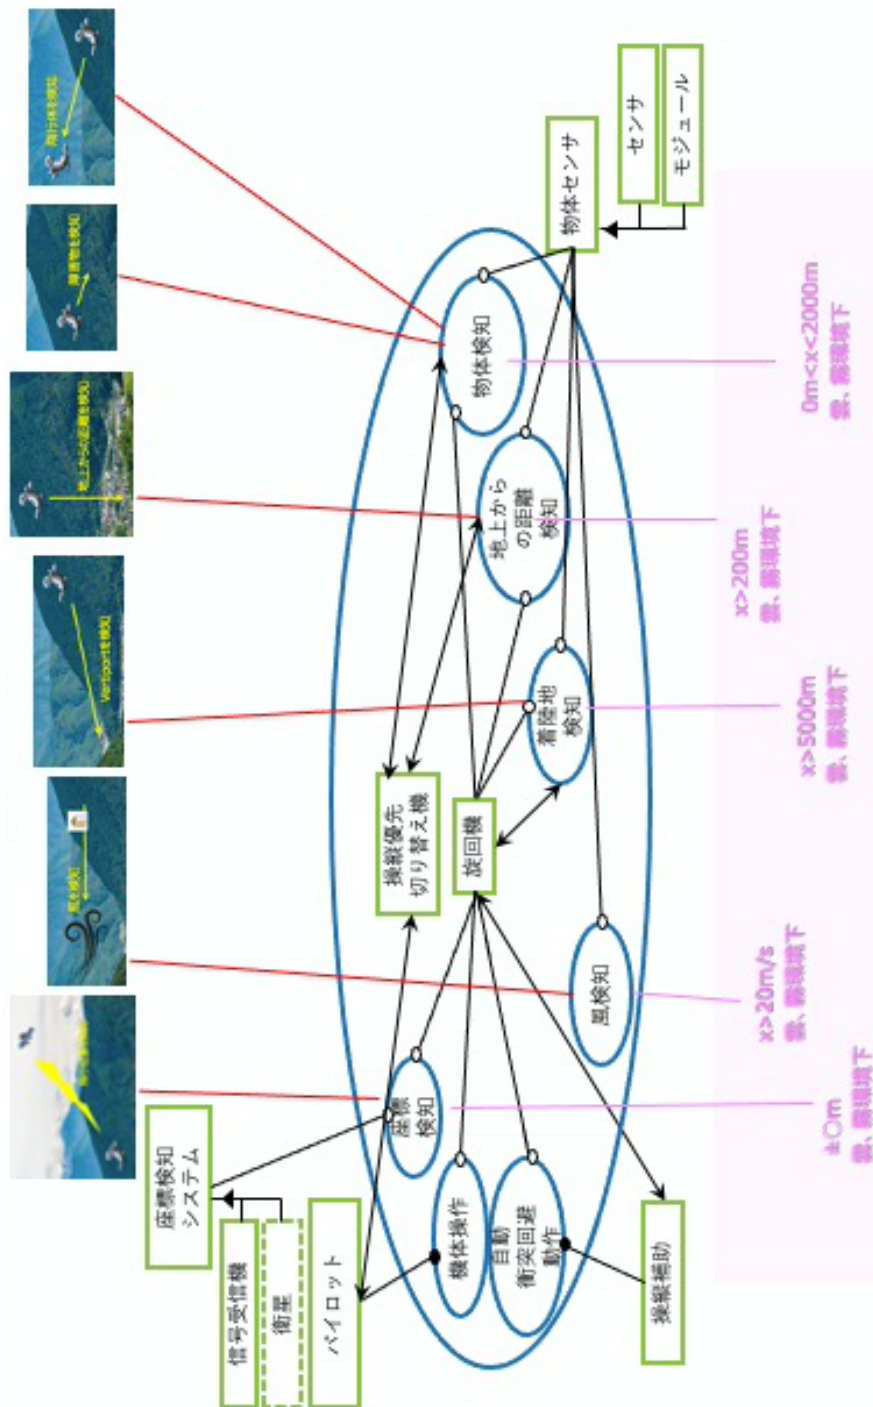 座標検知
システム
信号受信機
衛星
パイロット
風を検知
Vertiportを検知
地上からの距離を検知
障害物を検知
飛行体を検知
座標
検知
機体操作
自動
衝突回避
動作
操縦優先
切り替え機
旋回機
風検知
着陸地
検知
地上から
の距離
検知
物体検知
物体センサ
センサ
モジュール
操縦補助
±○m
雲、霧環境下
x>20m/s
雲、霧環境下
x>5000m
雲、霧環境下
x>200m
雲、霧環境下
0m<x<2000m
雲、霧環境下